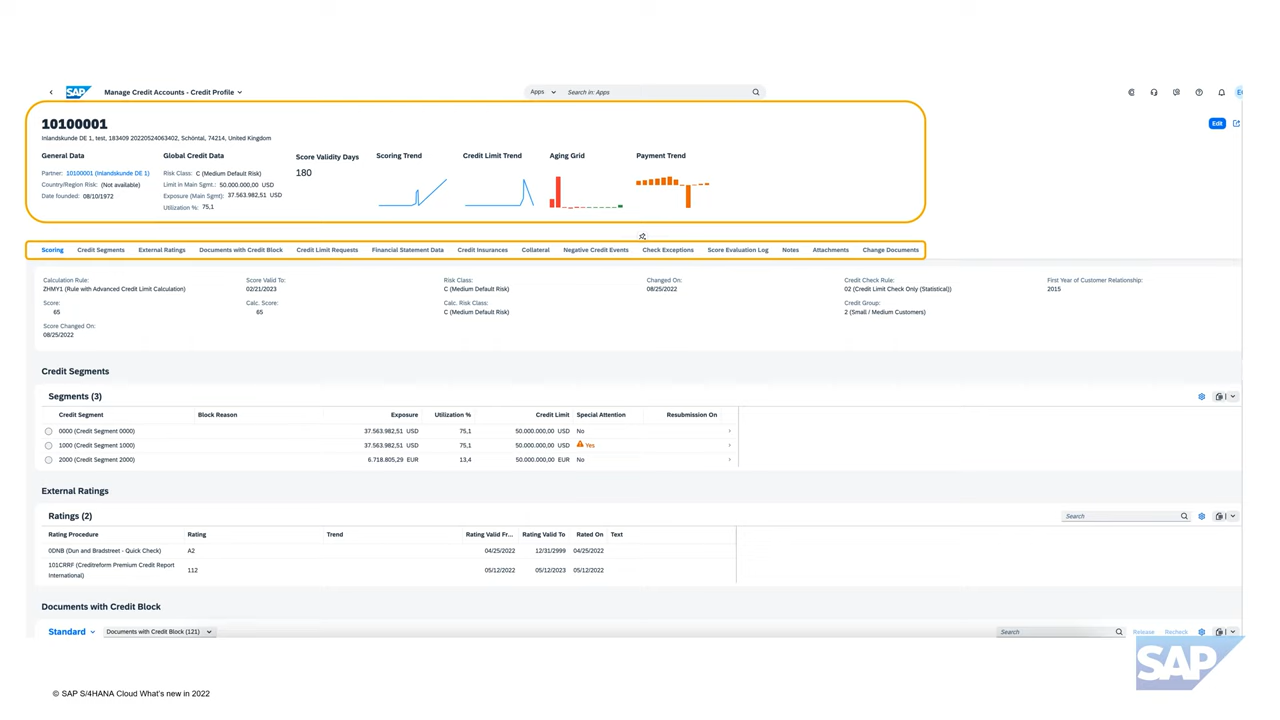 SAP Manage Credit Accounts - Credit Profile Apps Search in: Apps
10100001 Edit
Inlandskunde DE 1, test, 183409 20220524063402, Schöntal, 74214, United Kingdom
General Data Global Credit Data Score Validity Days Scoring Trend Credit Limit Trend Aging Grid Payment Trend
Partner: 10100001 (Inlandskunde DE 1) Risk Class: C (Medium Default Risk) 180
Country/Region Risk: (Not available) Limit in Main Sgmt.: 50.000.000,00 USD
Date founded: 08/10/1972 Exposure (Main Sgmt): 37.563.982,51 USD
Utilization %: 75,1
Scoring Credit Segments External Ratings Documents with Credit Block Credit Limit Requests Financial Statement Data Credit Insurances Collateral Negative Credit Events Check Exceptions Score Evaluation Log Notes Attachments Change Documents
Calculation Rule: Score Valid To: Risk Class: Changed On: Credit Check Rule: First Year of Customer Relationship:
ZHMY1 (Rule with Advanced Credit Limit Calculation) 02/21/2023 C (Medium Default Risk) 08/25/2022 02 (Credit Limit Check Only (Statistical)) 2015
Score: Calc. Score: Calc. Risk Class: Credit Group:
65 65 C (Medium Default Risk) 2 (Small / Medium Customers)
Score Changed On:
08/25/2022
Credit Segments
Segments (3)
Credit Segment Block Reason Exposure Utilization % Credit Limit Special Attention Resubmission On
0000 (Credit Segment 0000) 37.563.982,51 USD 75,1 50.000.000,00 USD No
1000 (Credit Segment 1000) 37.563.982,51 USD 75,1 50.000.000,00 USD Yes
2000 (Credit Segment 2000) 6.718.805,29 EUR 13,4 50.000.000,00 EUR No
External Ratings
Ratings (2) Search
Rating Procedure Rating Trend Rating Valid Fr... Rating Valid To Rated On Text
0DNB (Dun and Bradstreet - Quick Check) A2 04/25/2022 12/31/2999 04/25/2022
101CRRF (Creditreform Premium Credit Report
International) 112 05/12/2022 05/12/2023 05/12/2022
Documents with Credit Block
Standard Documents with Credit Block (121) Search Release Recheck
SAP
© SAP S/4HANA Cloud What's new in 2022